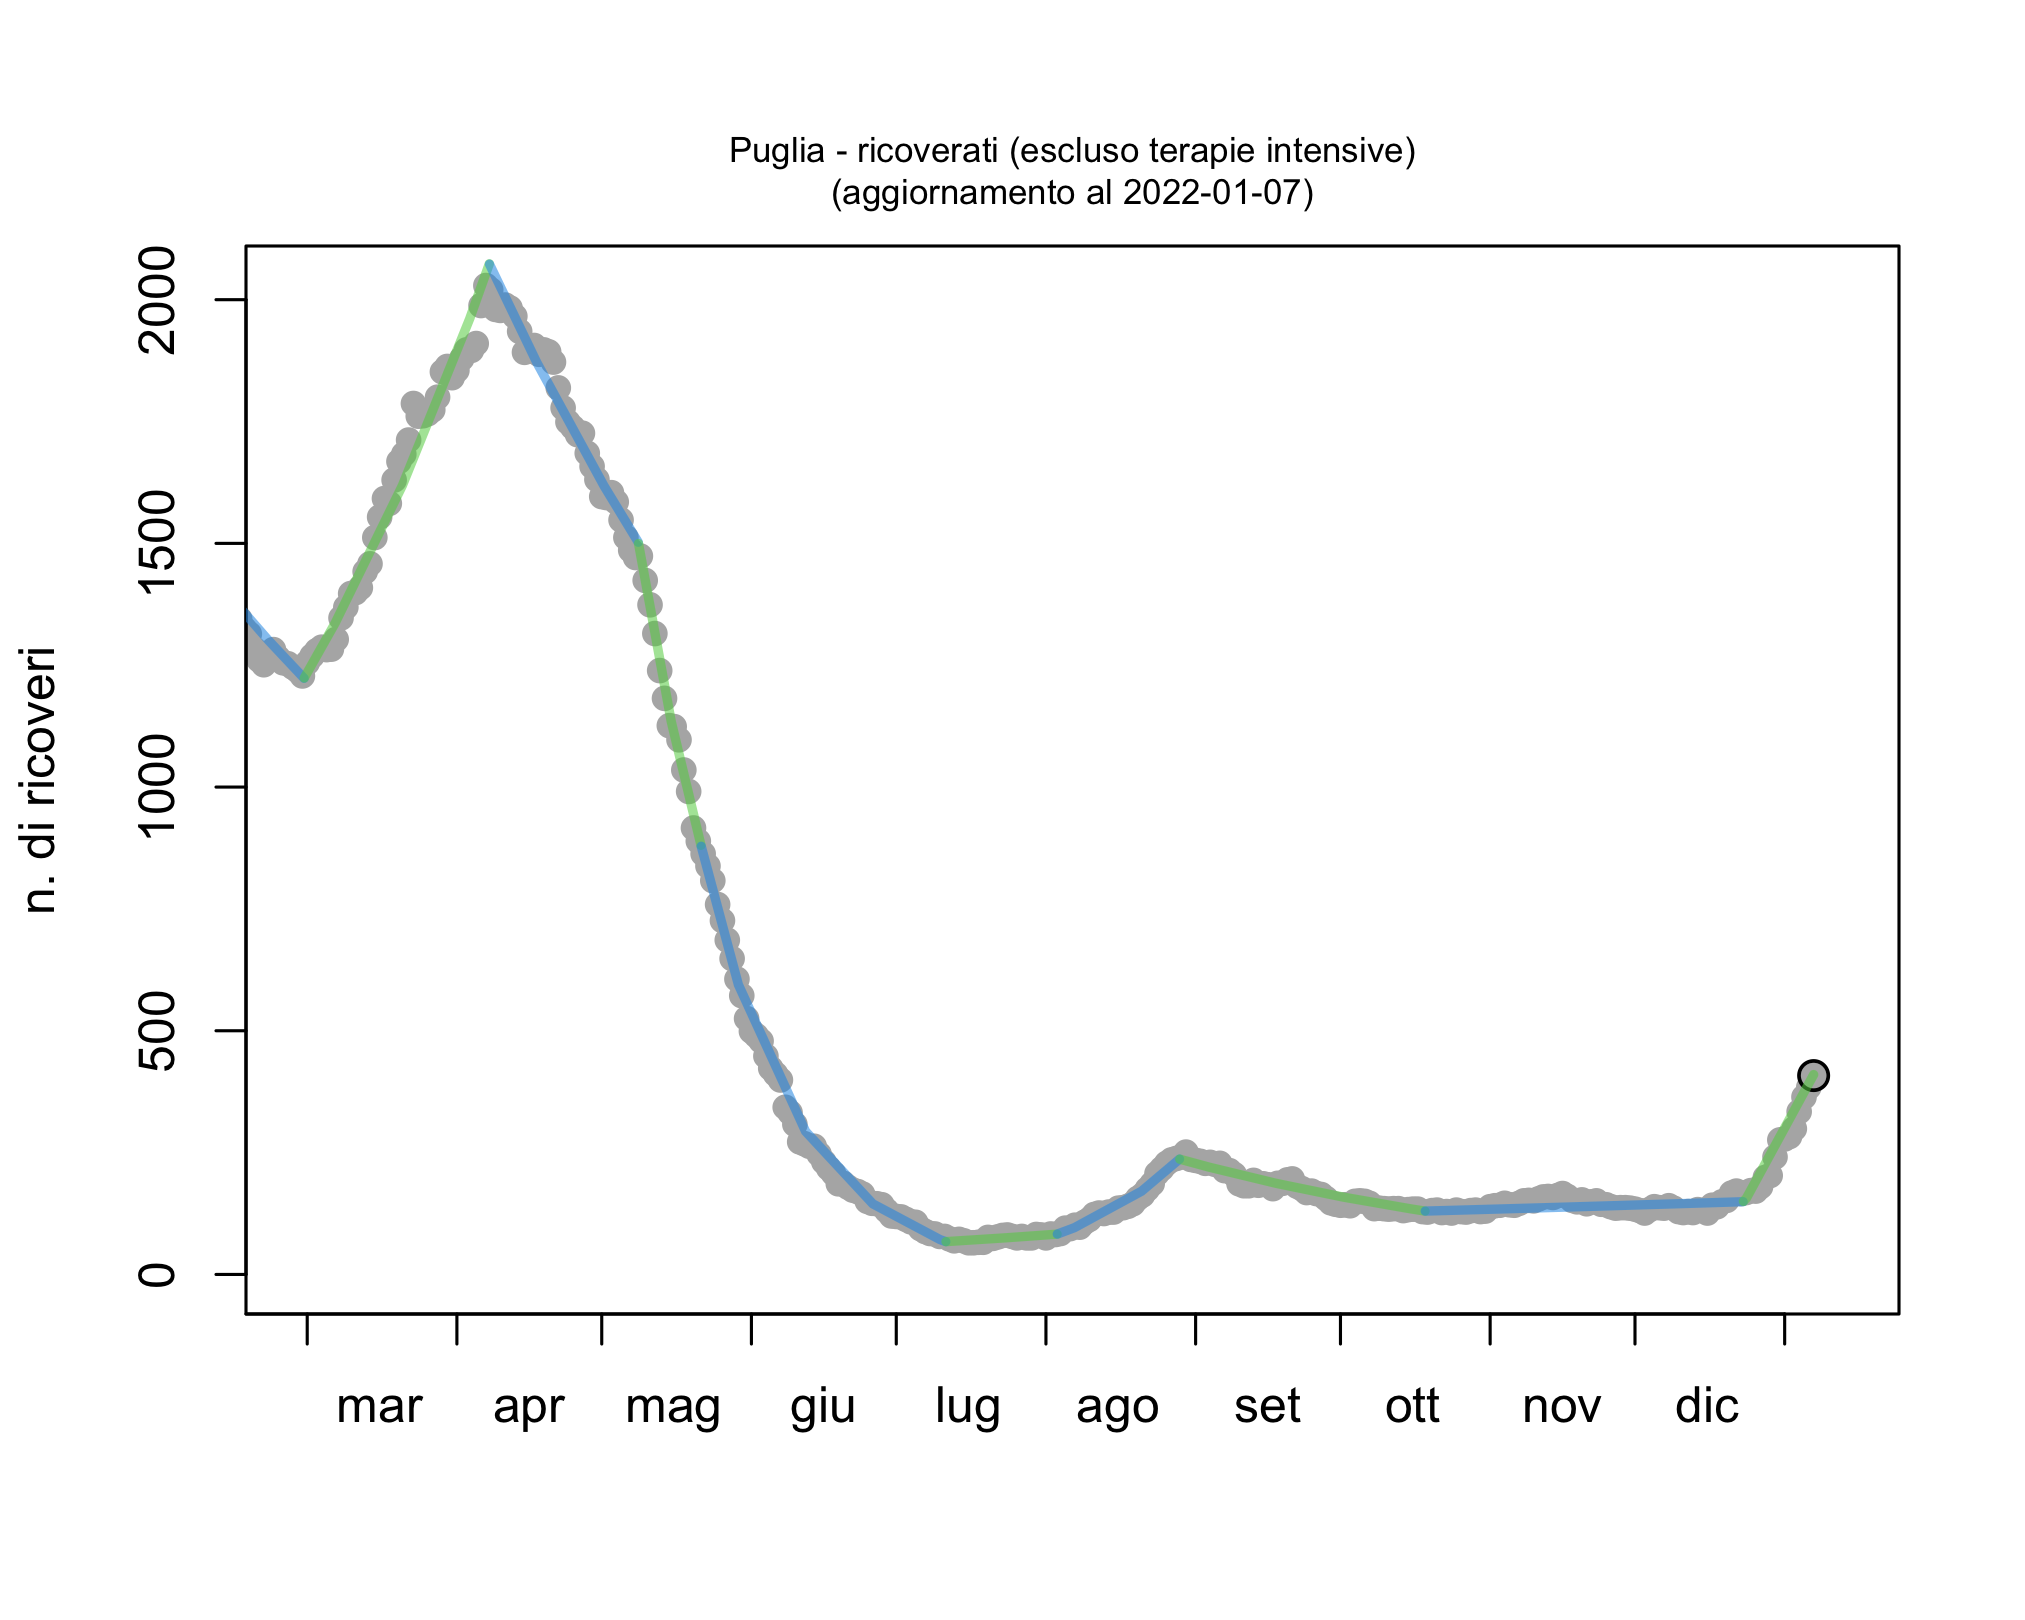 Puglia - ricoverati (escluso terapie intensive)
(aggiornamento al 2022-01-07)
n. di ricoveri
2000
1500
1000
500
0
mar apr mag giu lug ago set ott nov dic